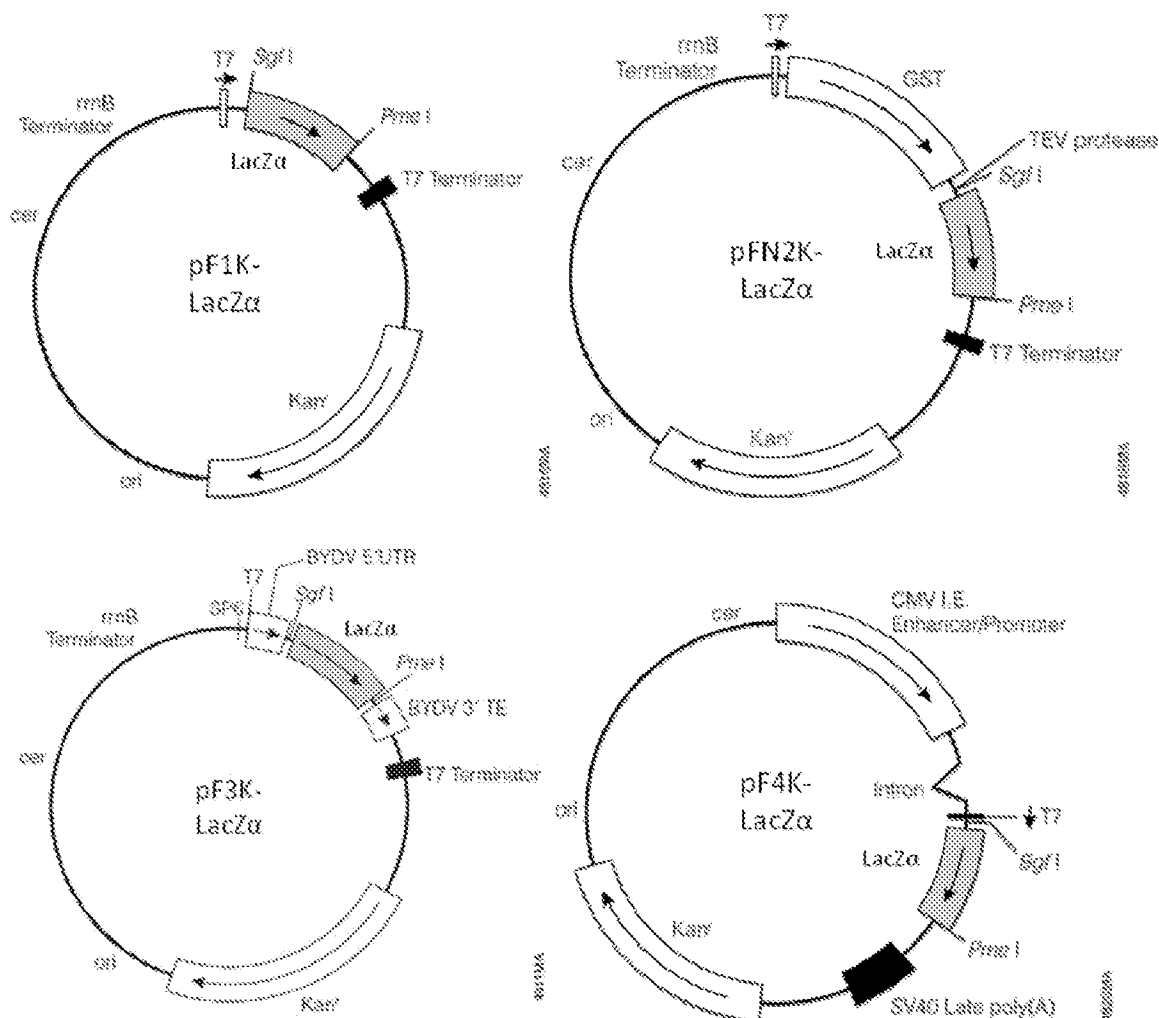 T7
SgfI
rrnB
Terminator
PmeI
LacZα
T7 Terminator
cer
pF1K-
LacZα
Kanr
ori
T7
rrnB
Terminator
GST
TEV protease
SgfI
cer
LacZα
pFN2K-
LacZα
PmeI
T7 Terminator
ori
Kanr
BYDV 5'UTR
T7
SgfI
SP6
rrnB
Terminator
LacZα
PmeI
BYDV 3' TE
cer
T7 Terminator
pF3K-
LacZα
ori
Kanr
cer
CMV I.E.
Enhancer/Promoter
pF4K-
LacZα
Intron
ori
T7
SgfI
LacZα
Kanr
PmeI
SV40 Late poly(A)